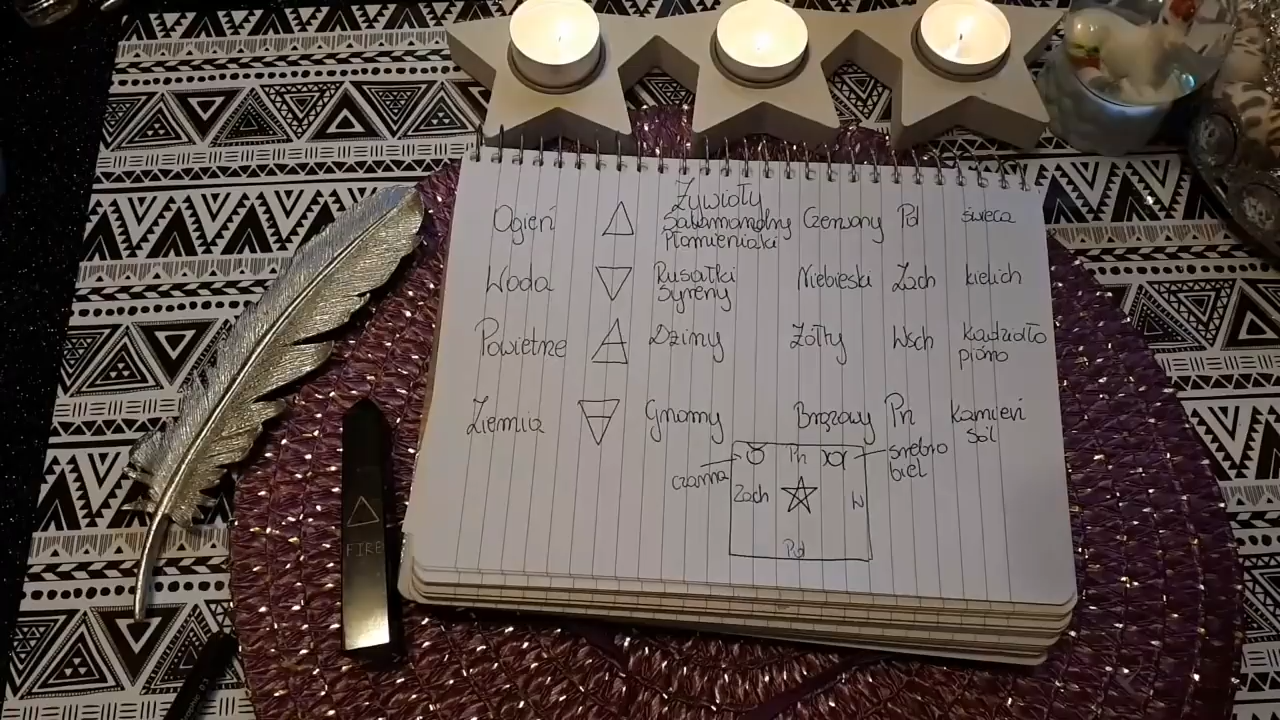 Żywioły
Ogień Salamandry Czerwony Pd świeca
Płomieniaki
Woda Rusałki Niebieski Zach kielich
Syreny
Powietrze Dżiny Żółty Wsch Kadzidło
pióro
Ziemia Gnomy Brązowy Pn Kamień
Sól
Pn srebro
czarna biel
Zach W
Pd
FIRE